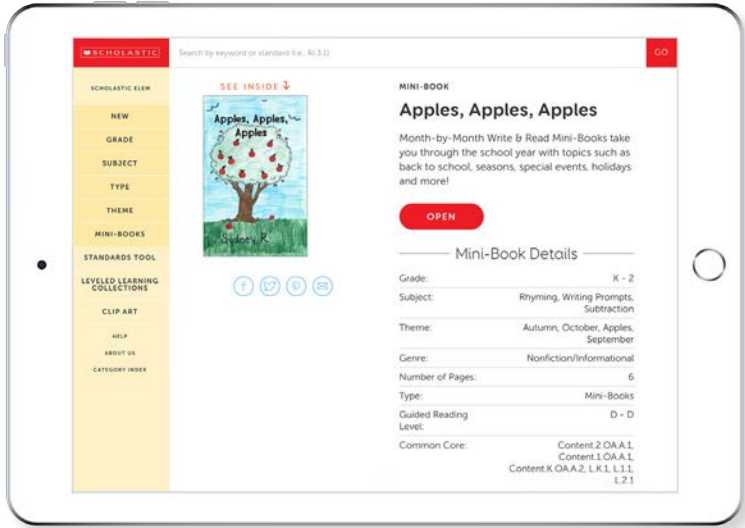 SCHOLASTIC
Search by keyword or standard (i.e., RI 3.1)
GO
SCHOLASTIC ELEM
NEW
GRADE
SUBJECT
TYPE
THEME
MINI-BOOKS
STANDARDS TOOL
LEVELED LEARNING
COLLECTIONS
CLIP ART
HELP
ABOUT US
CATEGORY INDEX
SEE INSIDE
Apples, Apples,
Apples
Sydney R.
MINI-BOOK
Apples, Apples, Apples
Month-by-Month Write & Read Mini-Books take
you through the school year with topics such as
back to school, seasons, special events, holidays
and more!
OPEN
Mini-Book Details
Grade: K - 2
Subject: Rhyming, Writing Prompts,
Subtraction
Theme: Autumn, October, Apples,
September
Genre: Nonfiction/Informational
Number of Pages: 6
Type: Mini-Books
Guided Reading
Level: D - D
Common Core: Content.2.OA.A.1,
Content.1.OA.A.1,
Content.K.OA.A.2, L.K.1, L.1.1,
L.2.1